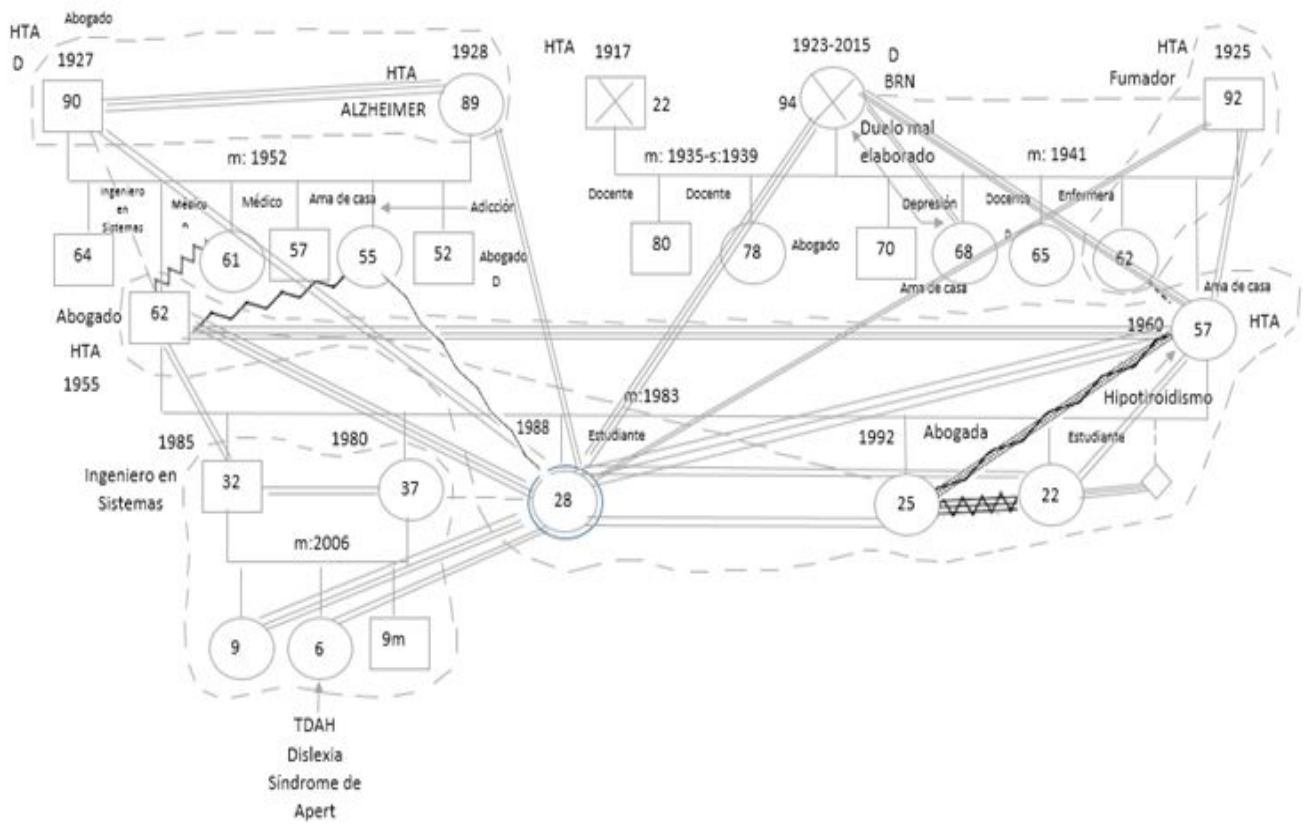 HTA
Abogado
D
1927
90
1928
HTA
ALZHEIMER
89
HTA
1917
22
1923-2015
D
BRN
94
Duelo mal
elaborado
HTA
1925
Fumador
92
m: 1952
m: 1935-s:1939
m: 1941
Ingeniero
en
Sistemas
Médico
Médico
Ama de casa
Adicción
Docente
Docente
Depresión
Docente
Enfermera
64
61
57
55
52
Abogado
D
80
78
Abogado
70
68
65
62
Ama de casa
Ama de casa
Abogado
62
HTA
1955
1960
57
HTA
Hipotiroidismo
m:1983
1985
1980
1988
Estudiante
1992
Abogada
Estudiante
Ingeniero en
Sistemas
32
37
28
25
22
m:2006
9
6
9m
TDAH
Dislexia
Síndrome de
Apert